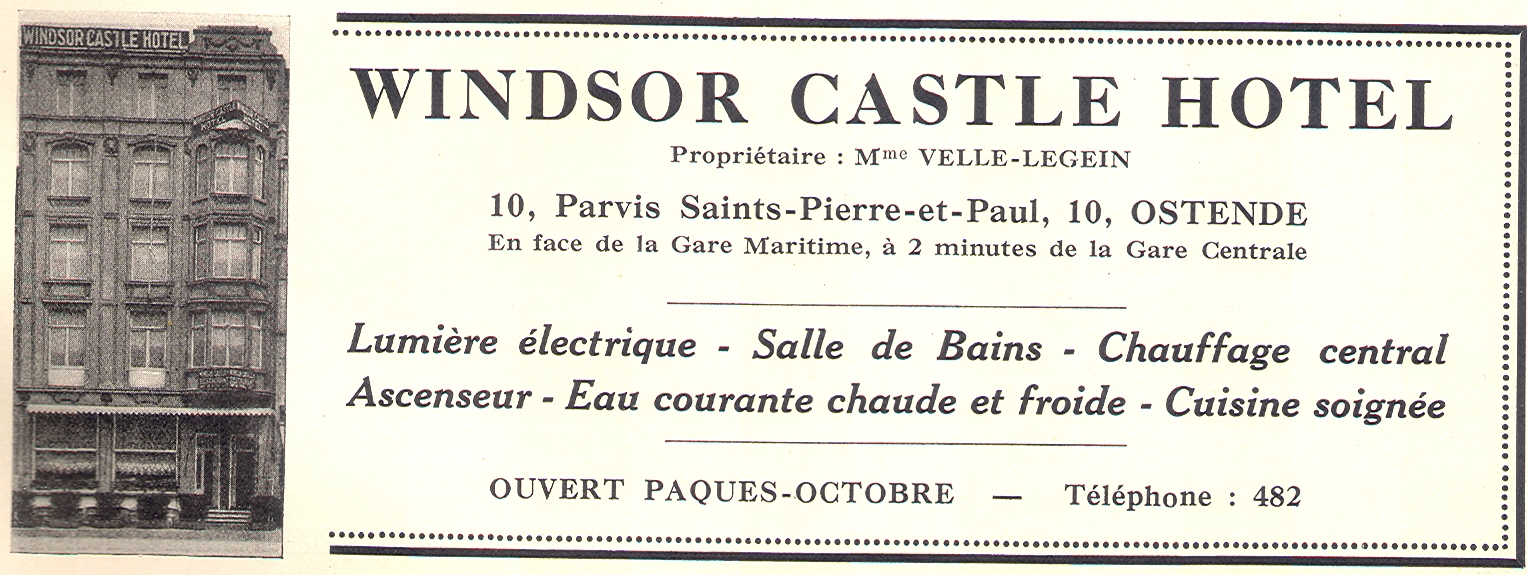 WINDSOR CASTLE HOTEL
WINDSOR CASTLE HOTEL
Propriétaire : Mme VELLE-LEGEIN
10, Parvis Saints-Pierre-et-Paul, 10, OSTENDE
En face de la Gare Maritime, à 2 minutes de la Gare Centrale
Lumière électrique - Salle de Bains - Chauffage central
Ascenseur - Eau courante chaude et froide - Cuisine soignée
OUVERT PAQUES-OCTOBRE — Téléphone : 482